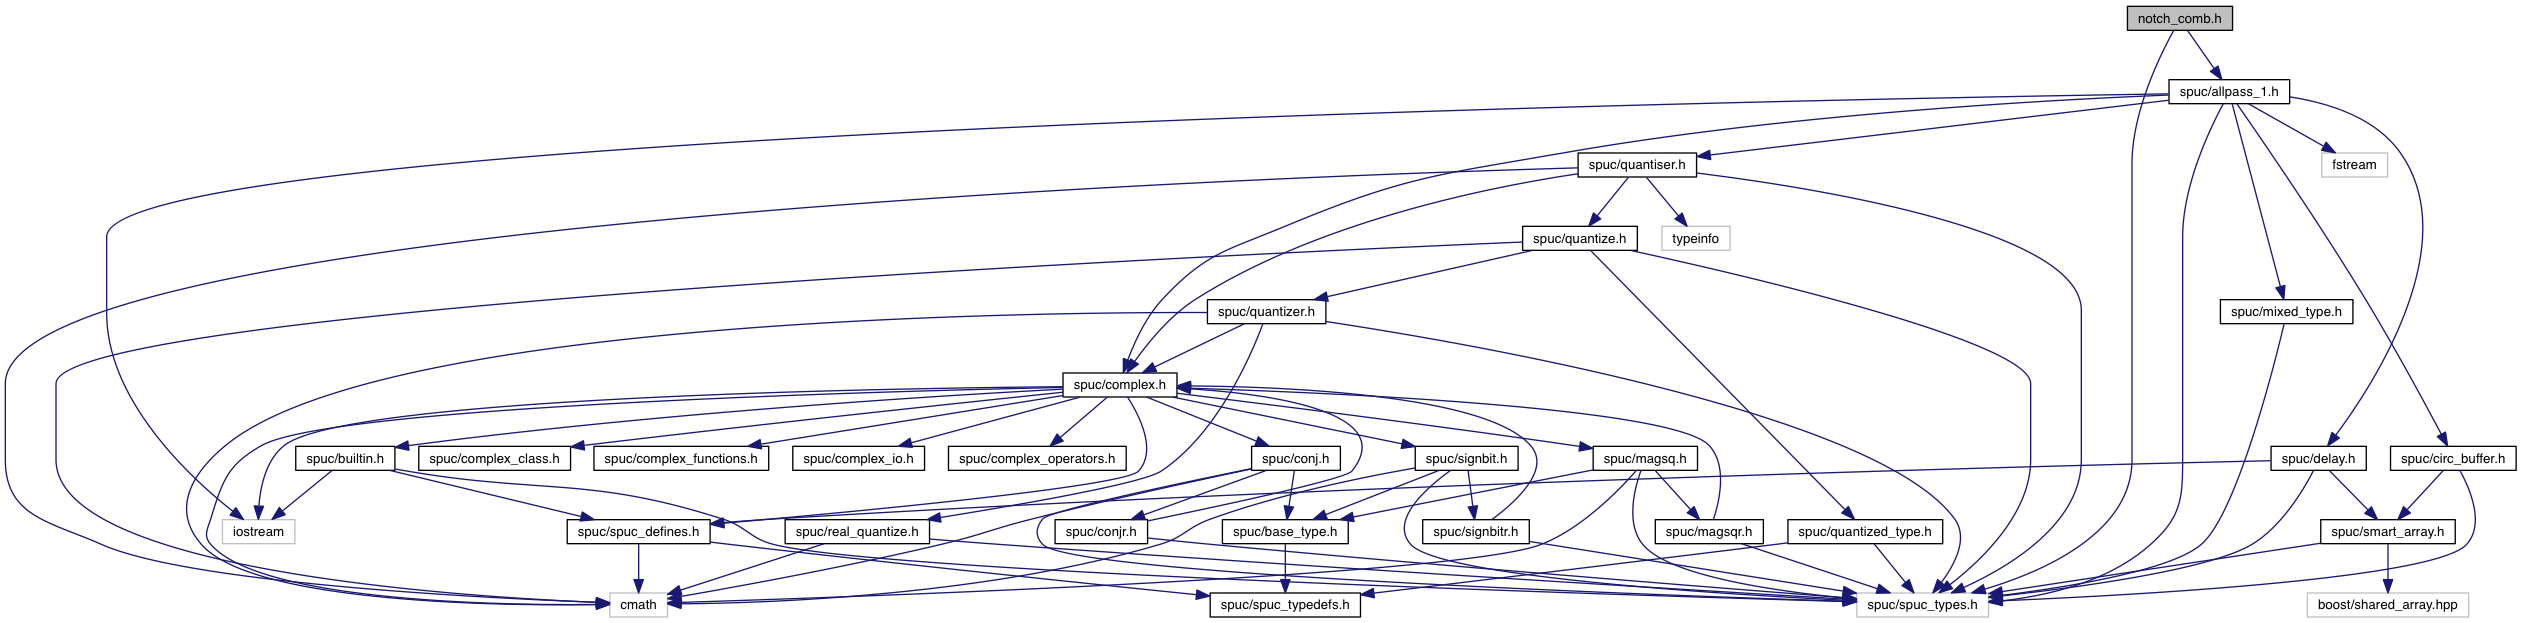 notch_comb.h
spuc/allpass_1.h
spuc/quantiser.h
fstream
spuc/quantize.h
typeinfo
spuc/quantizer.h
spuc/mixed_type.h
spuc/complex.h
spuc/builtin.h
spuc/complex_class.h
spuc/complex_functions.h
spuc/complex_io.h
spuc/complex_operators.h
spuc/conj.h
spuc/signbit.h
spuc/magsq.h
spuc/delay.h
spuc/circ_buffer.h
iostream
spuc/spuc_defines.h
spuc/real_quantize.h
spuc/conjr.h
spuc/base_type.h
spuc/signbitr.h
spuc/magsqr.h
spuc/quantized_type.h
spuc/smart_array.h
cmath
spuc/spuc_typedefs.h
spuc/spuc_types.h
boost/shared_array.hpp